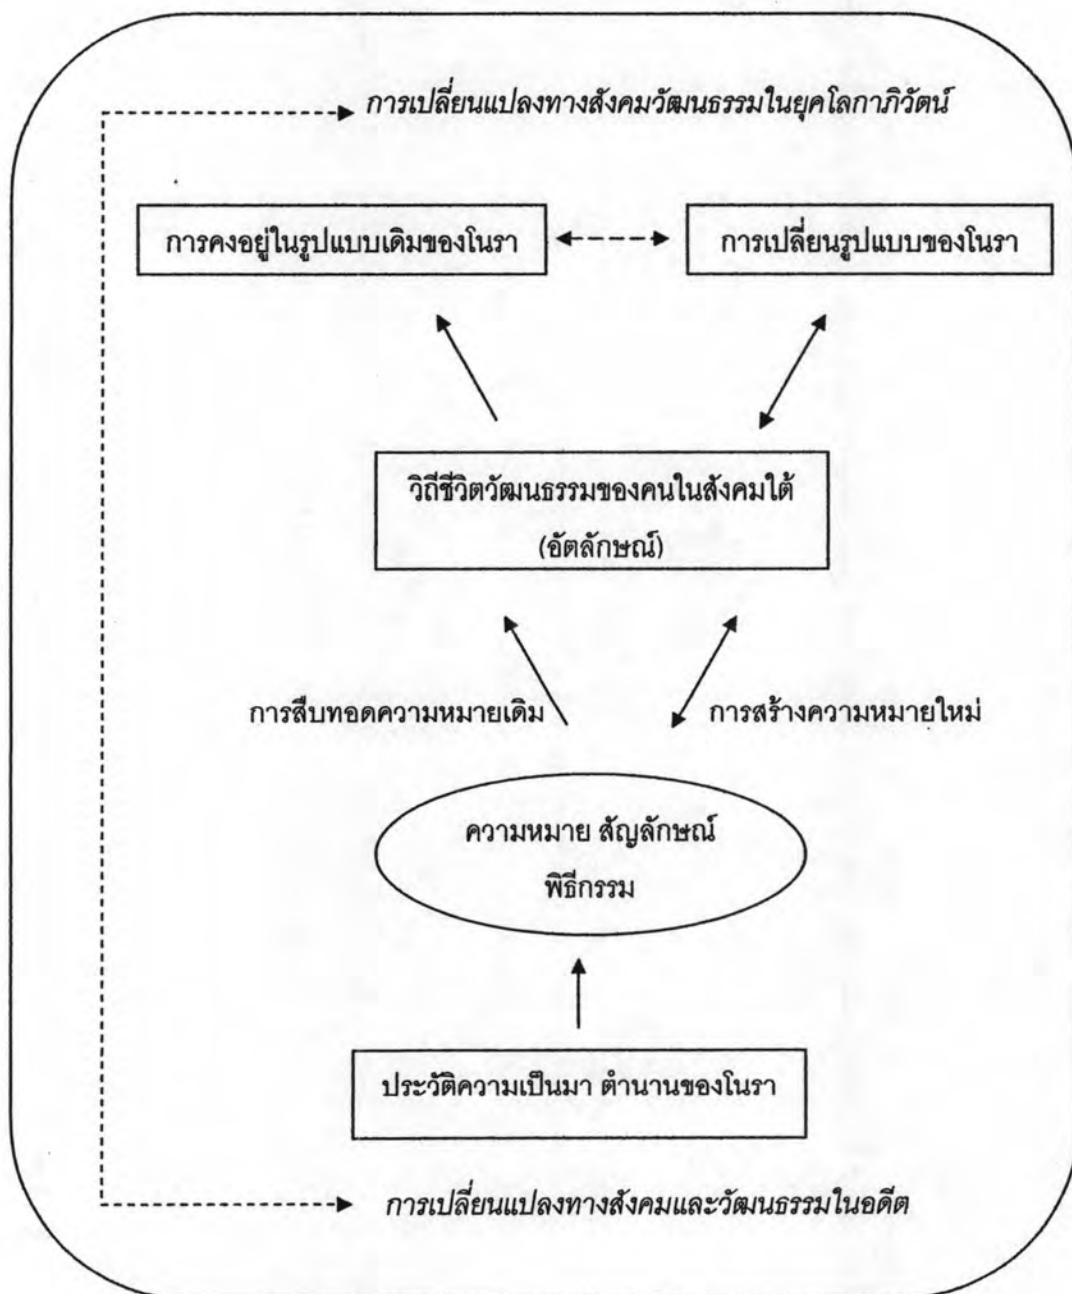 การเปลี่ยนแปลงทางสังคมวัฒนธรรมในยุคโลกาภิวัตน์
การคงอยู่ในรูปแบบเดิมของโนรา
การเปลี่ยนรูปแบบของโนรา
วิถีชีวิตวัฒนธรรมของคนในสังคมใต้
(อัตลักษณ์)
การสืบทอดความหมายเดิม
การสร้างความหมายใหม่
ความหมาย สัญลักษณ์
พิธีกรรม
ประวัติความเป็นมา ตำนานของโนรา
การเปลี่ยนแปลงทางสังคมและวัฒนธรรมในอดีต